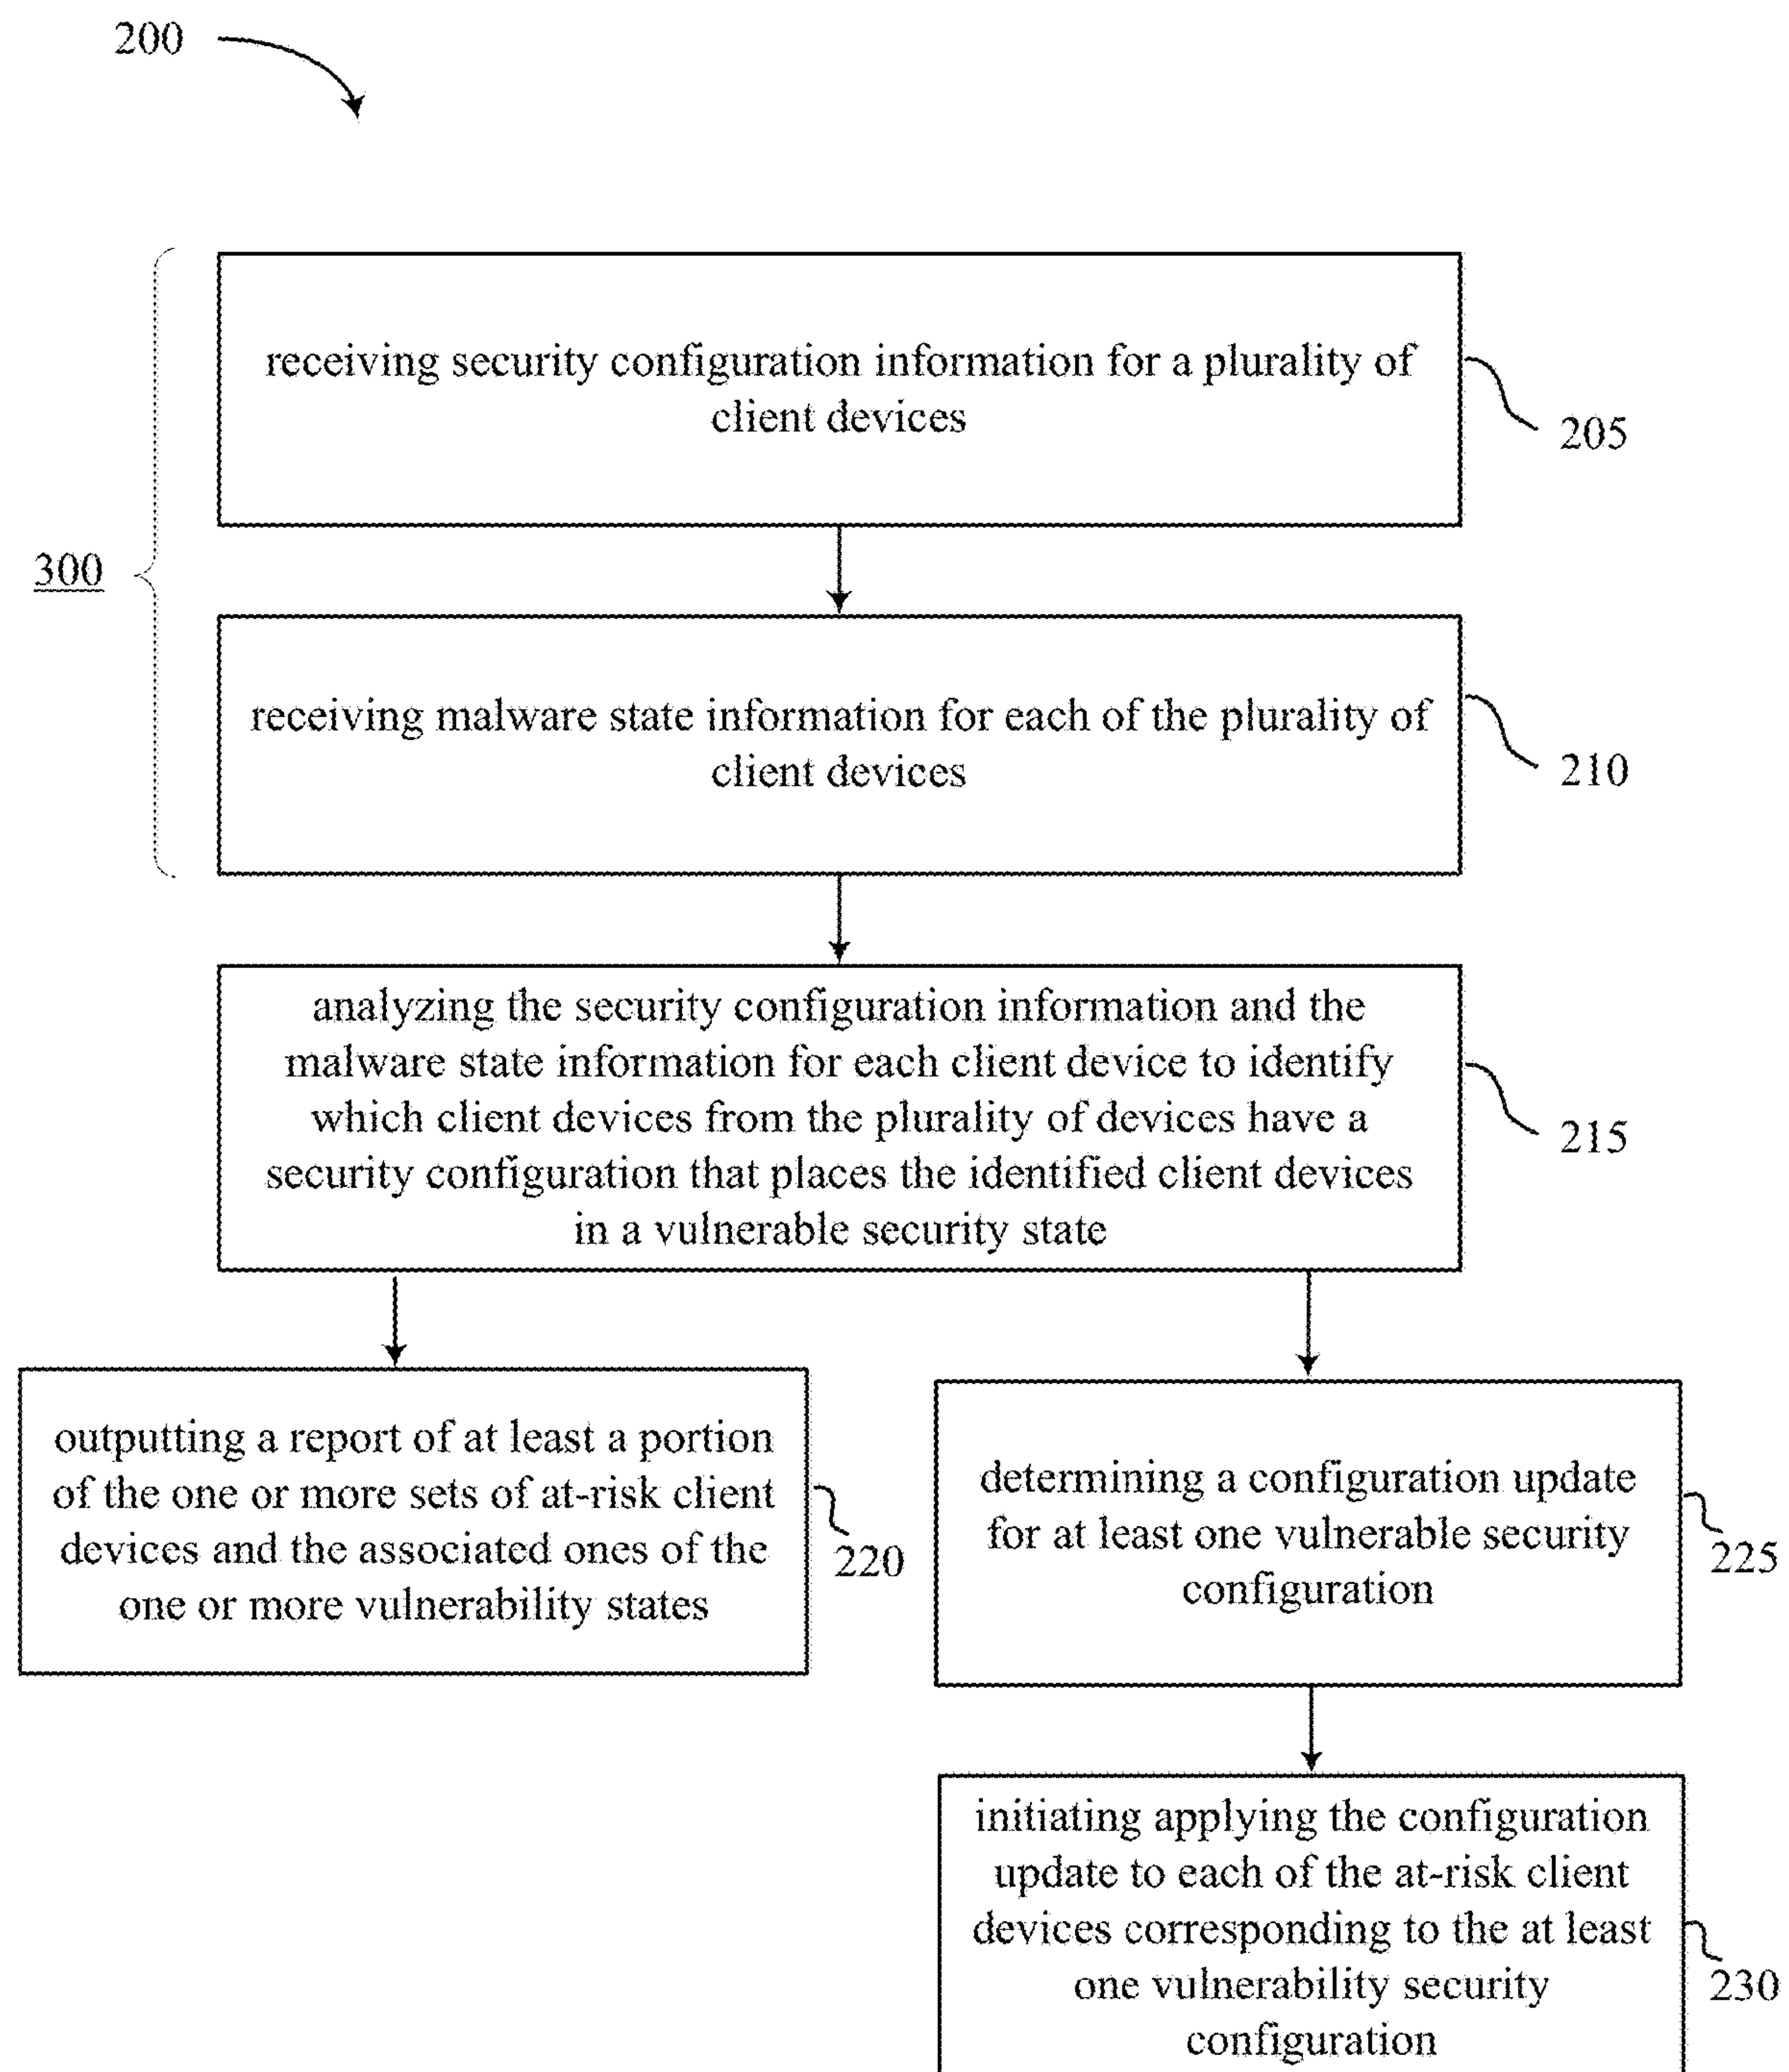 200
receiving security configuration information for a plurality of
client devices
205
300
receiving malware state information for each of the plurality of
client devices
210
analyzing the security configuration information and the
malware state information for each client device to identify
which client devices from the plurality of devices have a
security configuration that places the identified client devices
in a vulnerable security state
215
outputting a report of at least a portion
of the one or more sets of at-risk client
devices and the associated ones of the
one or more vulnerability states
220
determining a configuration update
for at least one vulnerable security
configuration
225
initiating applying the configuration
update to each of the at-risk client
devices corresponding to the at least
one vulnerability security
configuration
230